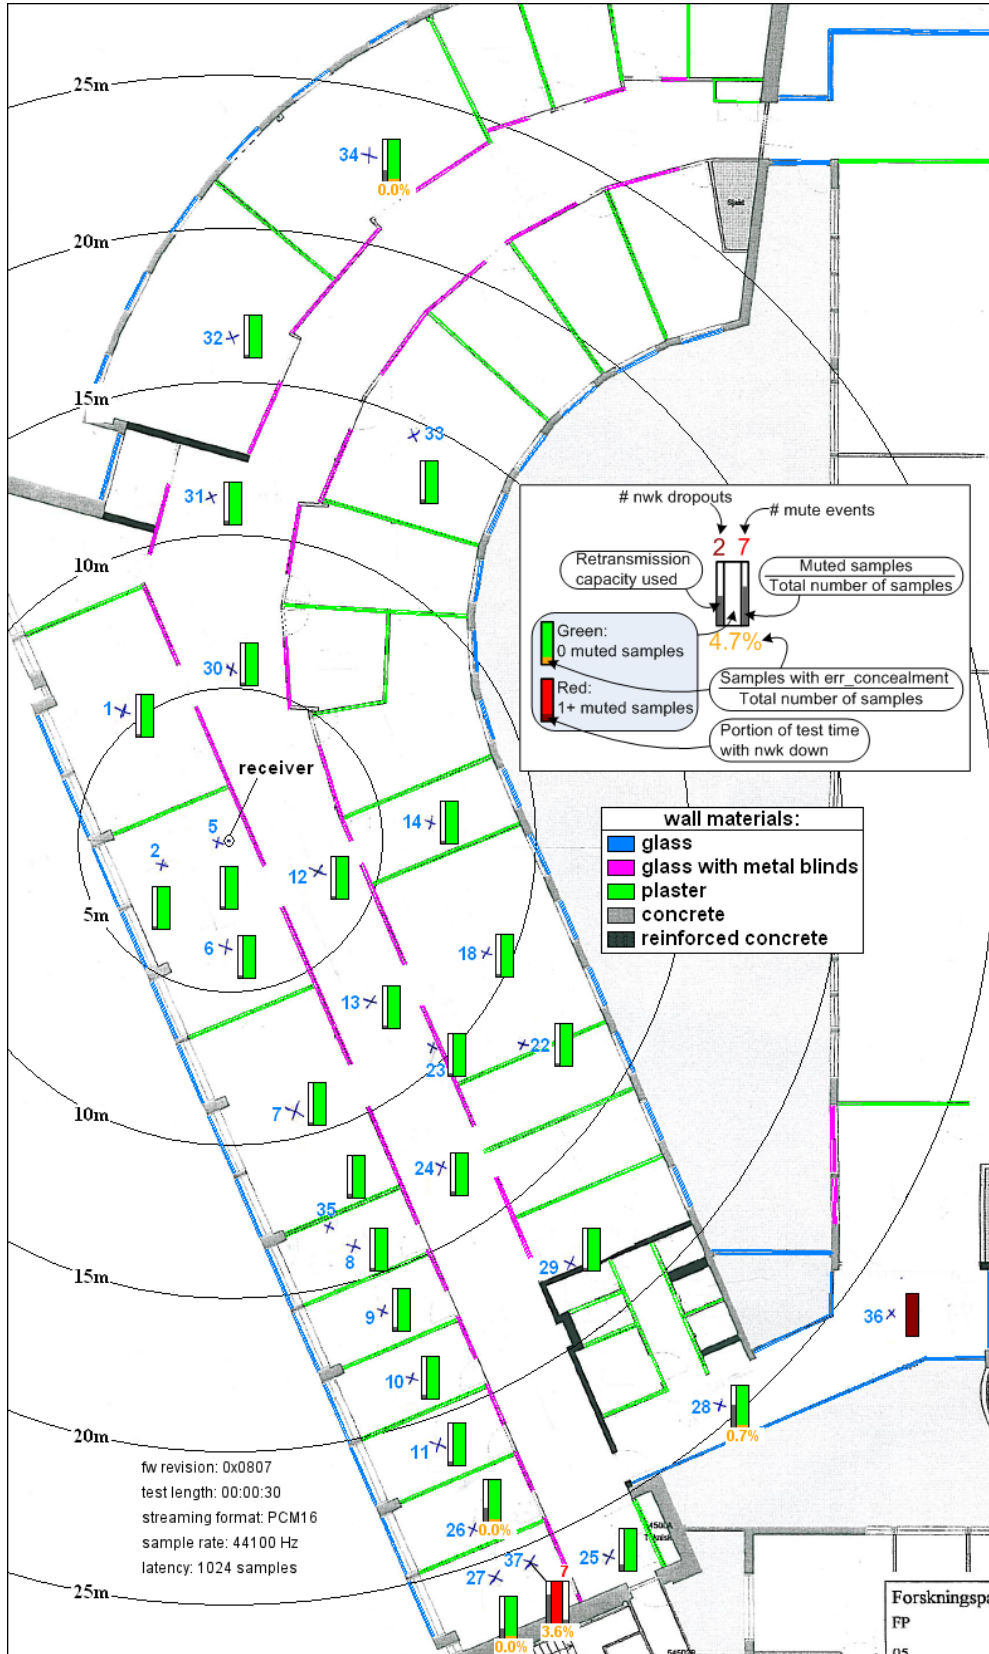 25m
34
0.0%
Sjakt
20m
32
15m
33
31
# nwk dropouts
# mute events
2 7
Retransmission
capacity used
Muted samples
Total number of samples
4.7%
Green:
0 muted samples
Samples with err_concealment
Total number of samples
Red:
1+ muted samples
Portion of test time
with nwk down
10m
30
1
receiver
5
2
14
12
wall materials:
glass
glass with metal blinds
plaster
concrete
reinforced concrete
5m
6
18
13
23
22
7
10m
24
35
8
29
15m
9
36
10
28
0.7%
20m
11
fw revision: 0x0807
test length: 00:00:30
streaming format: PCM16
sample rate: 44100 Hz
latency: 1024 samples
26
0.0%
25
37
7
27
25m
3.6%
0.0%
Forskningspa
FP
05